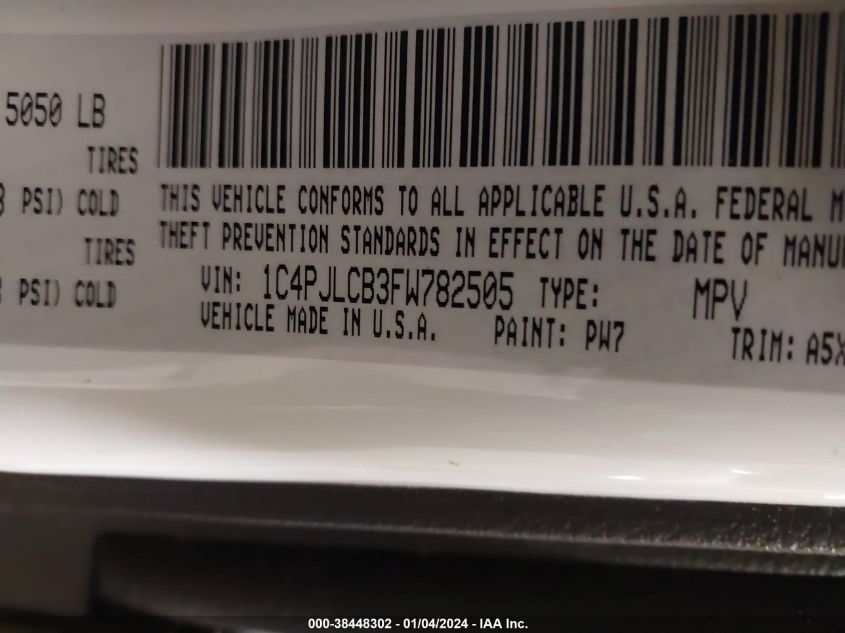 5050 LB
TIRES
PSI) COLD
TIRES
PSI) COLD
THIS VEHICLE CONFORMS TO ALL APPLICABLE U.S.A. FEDERAL M
THEFT PREVENTION STANDARDS IN EFFECT ON THE DATE OF MANU
VIN: 1C4PJLCB3FW782505 TYPE: MPV
VEHICLE MADE IN U.S.A. PAINT: PW7 TRIM: A5X
000-38448302 - 01/04/2024 - IAA Inc.